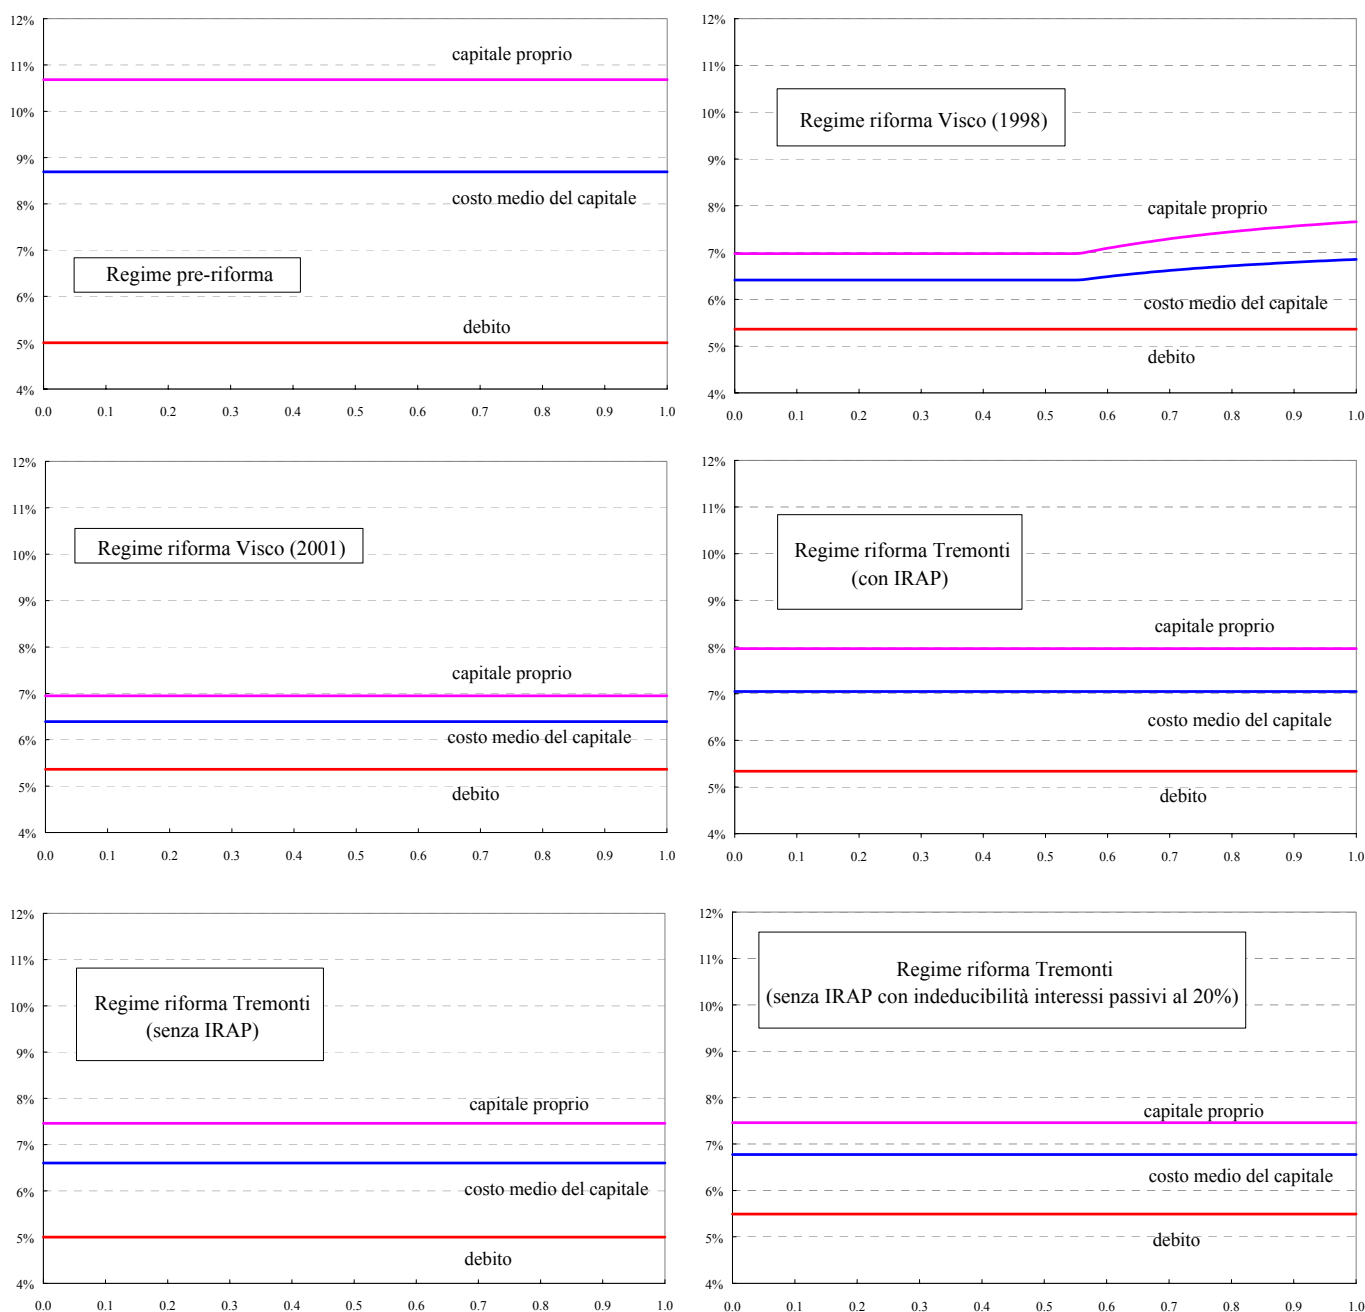 12%
11%
10%
9%
8%
7%
6%
5%
4%
capitale proprio
costo medio del capitale
Regime pre-riforma
debito
0.0 0.1 0.2 0.3 0.4 0.5 0.6 0.7 0.8 0.9 1.0
12%
11%
10%
9%
8%
7%
6%
5%
4%
Regime riforma Visco (1998)
capitale proprio
costo medio del capitale
debito
0.0 0.1 0.2 0.3 0.4 0.5 0.6 0.7 0.8 0.9 1.0
12%
11%
10%
9%
8%
7%
6%
5%
4%
Regime riforma Visco (2001)
capitale proprio
costo medio del capitale
debito
0.0 0.1 0.2 0.3 0.4 0.5 0.6 0.7 0.8 0.9 1.0
12%
11%
10%
9%
8%
7%
6%
5%
4%
Regime riforma Tremonti
(con IRAP)
capitale proprio
costo medio del capitale
debito
0.0 0.1 0.2 0.3 0.4 0.5 0.6 0.7 0.8 0.9 1.0
12%
11%
10%
9%
8%
7%
6%
5%
4%
Regime riforma Tremonti
(senza IRAP)
capitale proprio
costo medio del capitale
debito
0.0 0.1 0.2 0.3 0.4 0.5 0.6 0.7 0.8 0.9 1.0
12%
11%
10%
9%
8%
7%
6%
5%
4%
Regime riforma Tremonti
(senza IRAP con indeducibilità interessi passivi al 20%)
capitale proprio
costo medio del capitale
debito
0.0 0.1 0.2 0.3 0.4 0.5 0.6 0.7 0.8 0.9 1.0